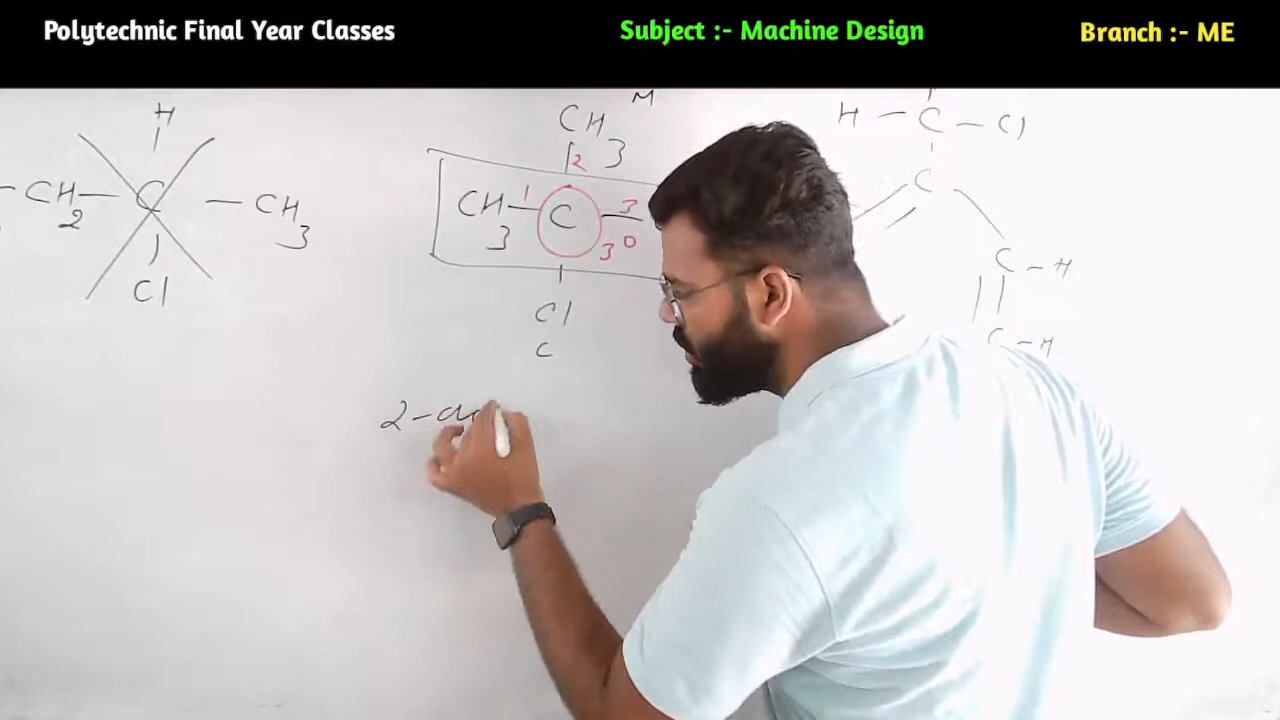 Polytechnic Final Year Classes Subject :- Machine Design Branch :- ME
H
CH2 — C — CH3
Cl
M
CH3
2
CH3 1 C 3
3°
Cl
C
2-
H — C — Cl
C
C — H
C — H